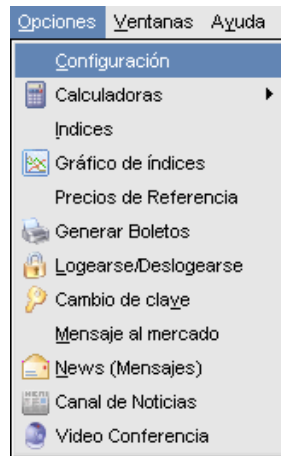 Opciones Ventanas Ayuda
Configuración
Calculadoras
Indices
Gráfico de índices
Precios de Referencia
Generar Boletos
Logearse/Deslogearse
Cambio de clave
Mensaje al mercado
News (Mensajes)
Canal de Noticias
Video Conferencia